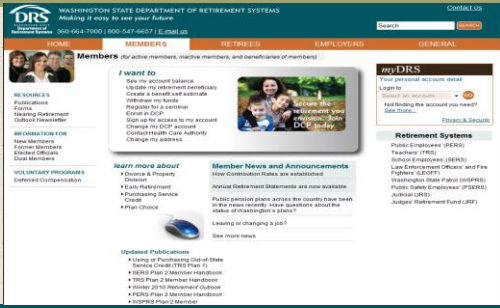 Contact Us
DRS
WASHINGTON STATE DEPARTMENT OF RETIREMENT SYSTEMS
Making it easy to see your future
Department of
Retirement Systems
360-664-7000 | 800-547-6657 | E-mail us
Search
SEARCH
HOME
MEMBERS
RETIREES
EMPLOYERS
GENERAL
Members (for active members, inactive members, and beneficiaries of members)
RESOURCES
Publications
Forms
Nearing Retirement
Outlook Newsletter
INFORMATION FOR
New Members
Former Members
Elected Officials
Dual Members
VOLUNTARY PROGRAMS
Deferred Compensation
I want to
See my account balance
Update my retirement beneficiary
Create a benefit self estimate
Withdraw my funds
Register for a seminar
Enroll in DCP
Sign up for access to my account
Change my DCP account
Contact Health Care Authority
Change my address
Secure the
retirement you
envision. Join
DCP today
learn more about
Divorce & Property
Division
Early Retirement
Purchasing Service
Credit
Plan Choice
Member News and Announcements
How Contribution Rates are established
Annual Retirement Statements are now available
Public pension plans across the country have been
in the news recently. Have questions about the
status of Washington's plans?
Leaving or changing a job?
See more news
Updated Publications
Using or Purchasing Out-of-State
Service Credit (TRS Plan 1)
SERS Plan 2 Member Handbook
TRS Plan 2 Member Handbook
Winter 2010 Retirement Outlook
PERS Plan 2 Member Handbook
WSPRS Plan 2 Member
myDRS
Your personal account detail
Login to
Select an account
GO
Not finding the account you need?
See more...
Privacy & Security
Retirement Systems
Public Employees' (PERS)
Teachers' (TRS)
School Employees' (SERS)
Law Enforcement Officers' and Fire
Fighters' (LEOFF)
Washington State Patrol (WSPRS)
Public Safety Employees' (PSERS)
Judicial (JRS)
Judges' Retirement Fund (JRF)